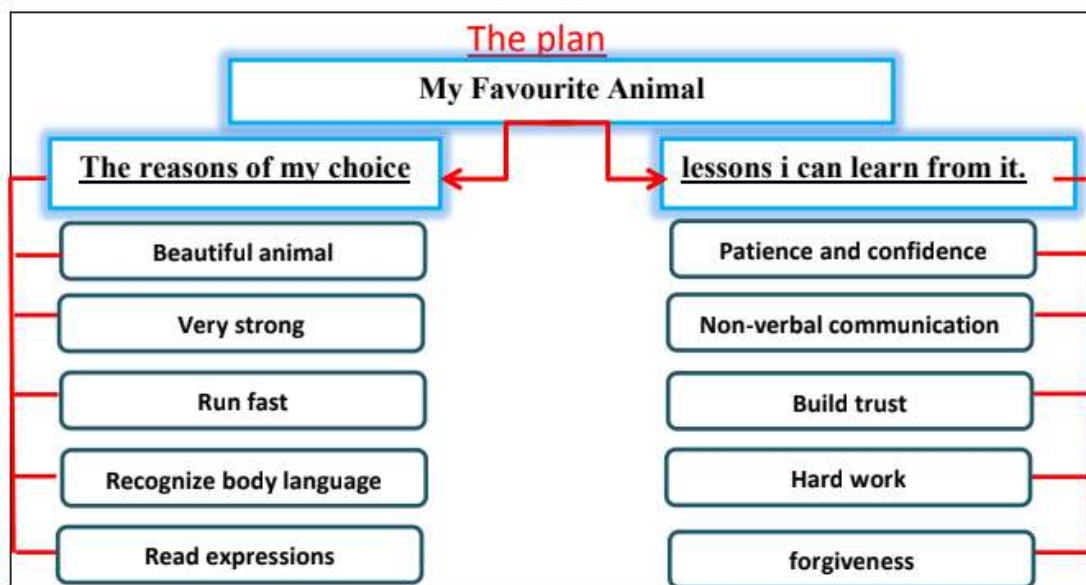 The plan
My Favourite Animal
The reasons of my choice
Beautiful animal
Very strong
Run fast
Recognize body language
Read expressions
lessons i can learn from it.
Patience and confidence
Non-verbal communication
Build trust
Hard work
forgiveness